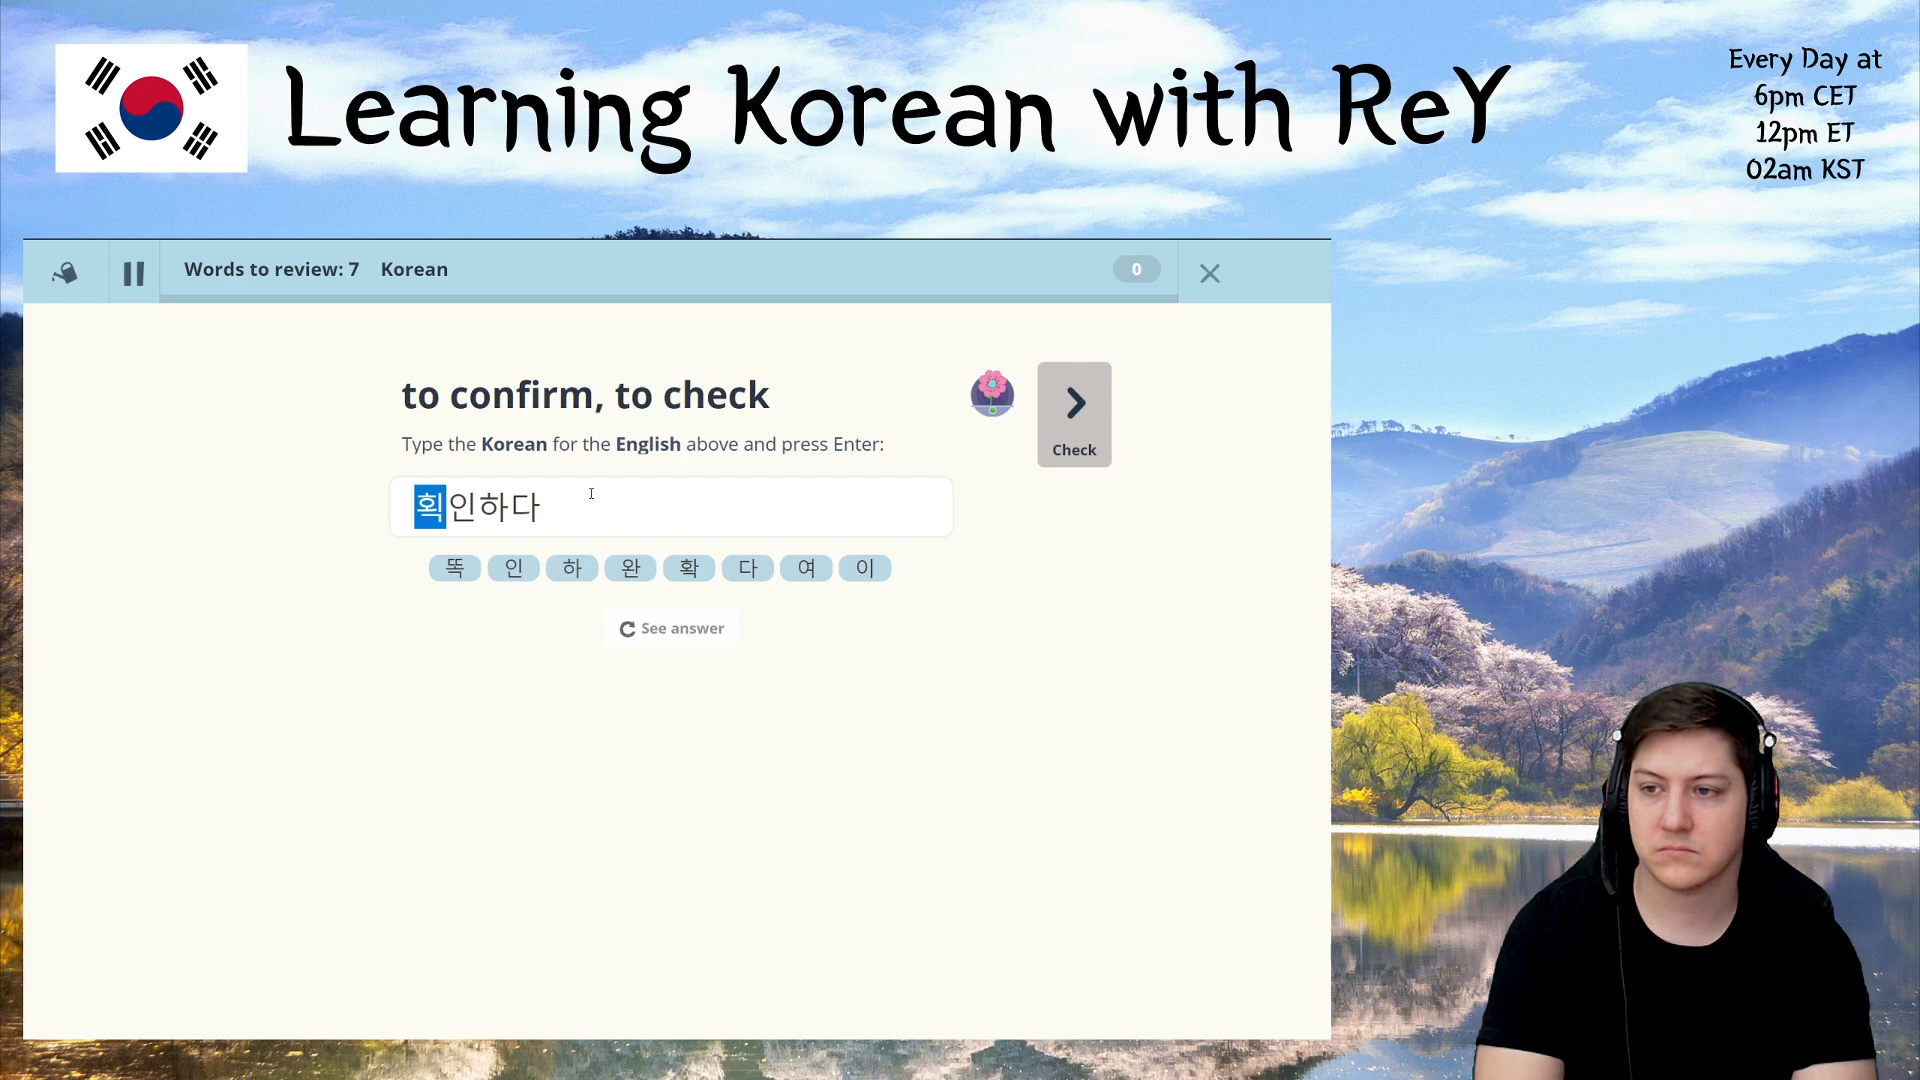 Learning Korean with ReY
Every Day at
6pm CET
12pm ET
02am KST
Words to review: 7 Korean
0
to confirm, to check
Type the Korean for the English above and press Enter:
Check
획인하다
똑 인 하 완 확 다 여 이
See answer